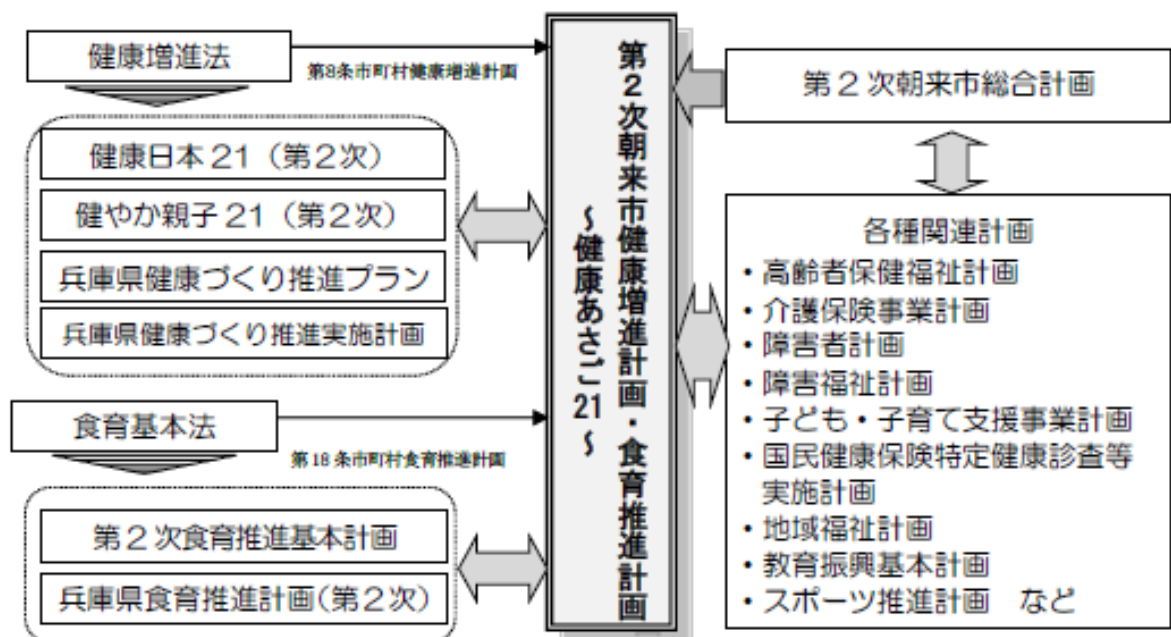 健康増進法
第8条市町村健康増進計画
健康日本21（第２次）
健やか親子21（第２次）
兵庫県健康づくり推進プラン
兵庫県健康づくり推進実施計画
食育基本法
第18条市町村食育推進計画
第２次食育推進基本計画
兵庫県食育推進計画(第２次)
第２次朝来市健康増進計画・食育推進計画
～健康あさご21～
第２次朝来市総合計画
各種関連計画
・高齢者保健福祉計画
・介護保険事業計画
・障害者計画
・障害福祉計画
・子ども・子育て支援事業計画
・国民健康保険特定健康診査等
実施計画
・地域福祉計画
・教育振興基本計画
・スポーツ推進計画　など